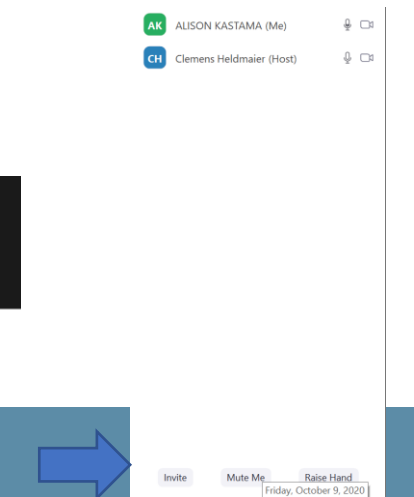 AK ALISON KASTAMA (Me)
CH Clemens Heldmaier (Host)
Invite Mute Me Raise Hand
Friday, October 9, 2020